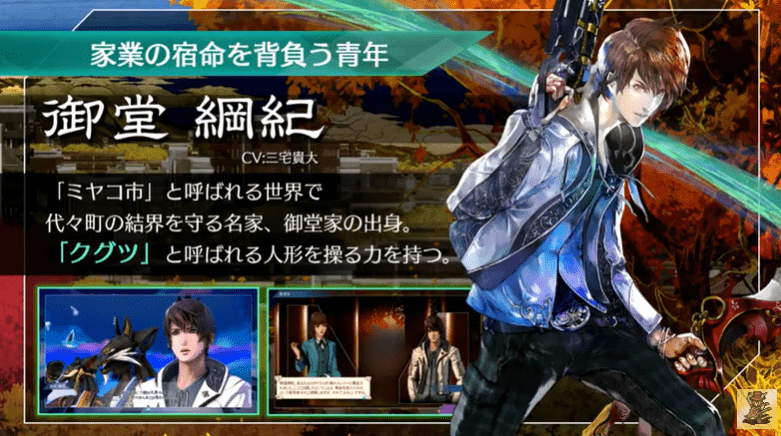 家業の宿命を背負う青年
御堂 綱紀
CV:三宅貴大
「ミヤコ市」と呼ばれる世界で
代々町の結界を守る名家、御堂家の出身。
「クグツ」と呼ばれる人形を操る力を持つ。